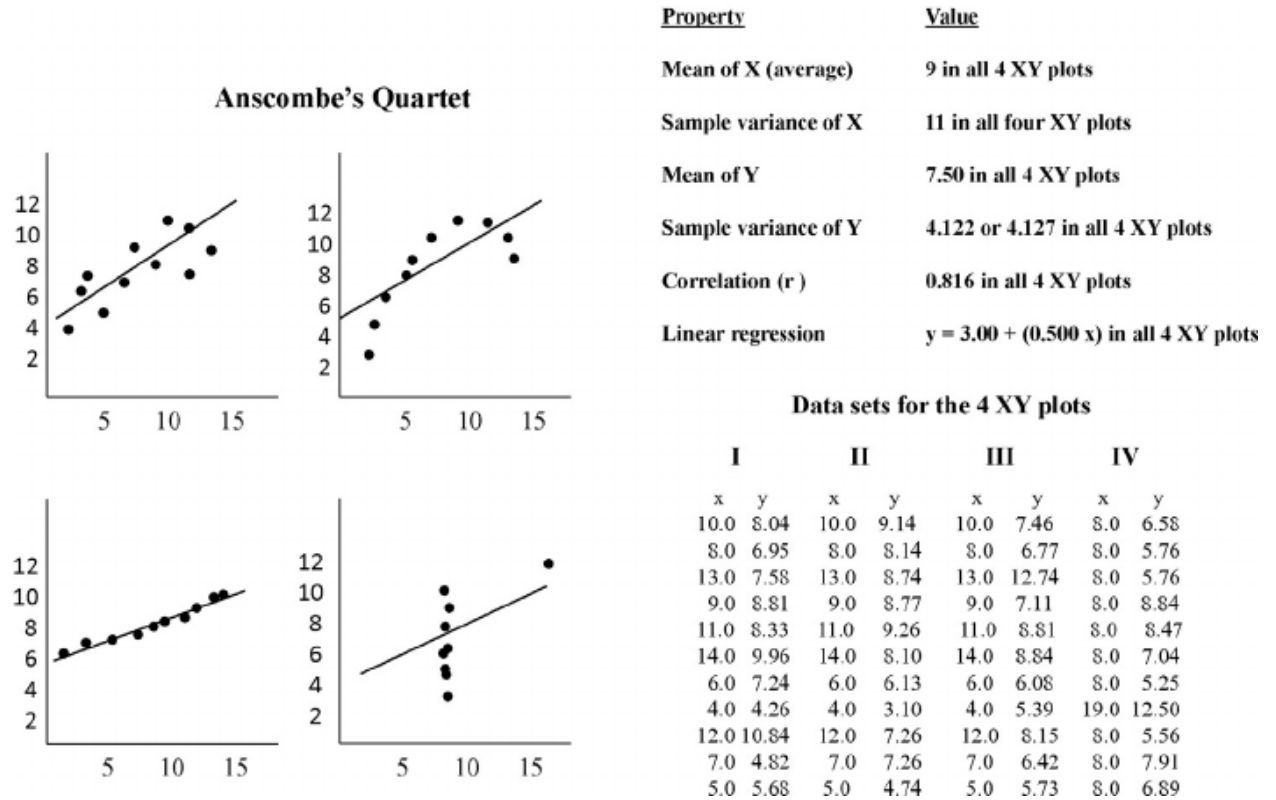 Anscombe's Quartet
12
10
8
6
4
2
5 10 15
12
10
8
6
4
2
5 10 15
12
10
8
6
4
2
5 10 15
12
10
8
6
4
2
5 10 15
Property Value
Mean of X (average) 9 in all 4 XY plots
Sample variance of X 11 in all four XY plots
Mean of Y 7.50 in all 4 XY plots
Sample variance of Y 4.122 or 4.127 in all 4 XY plots
Correlation (r ) 0.816 in all 4 XY plots
Linear regression y = 3.00 + (0.500 x) in all 4 XY plots
Data sets for the 4 XY plots
I II III IV
x y x y x y x y
10.0 8.04 10.0 9.14 10.0 7.46 8.0 6.58
8.0 6.95 8.0 8.14 8.0 6.77 8.0 5.76
13.0 7.58 13.0 8.74 13.0 12.74 8.0 5.76
9.0 8.81 9.0 8.77 9.0 7.11 8.0 8.84
11.0 8.33 11.0 9.26 11.0 8.81 8.0 8.47
14.0 9.96 14.0 8.10 14.0 8.84 8.0 7.04
6.0 7.24 6.0 6.13 6.0 6.08 8.0 5.25
4.0 4.26 4.0 3.10 4.0 5.39 19.0 12.50
12.0 10.84 12.0 7.26 12.0 8.15 8.0 5.56
7.0 4.82 7.0 7.26 7.0 6.42 8.0 7.91
5.0 5.68 5.0 4.74 5.0 5.73 8.0 6.89